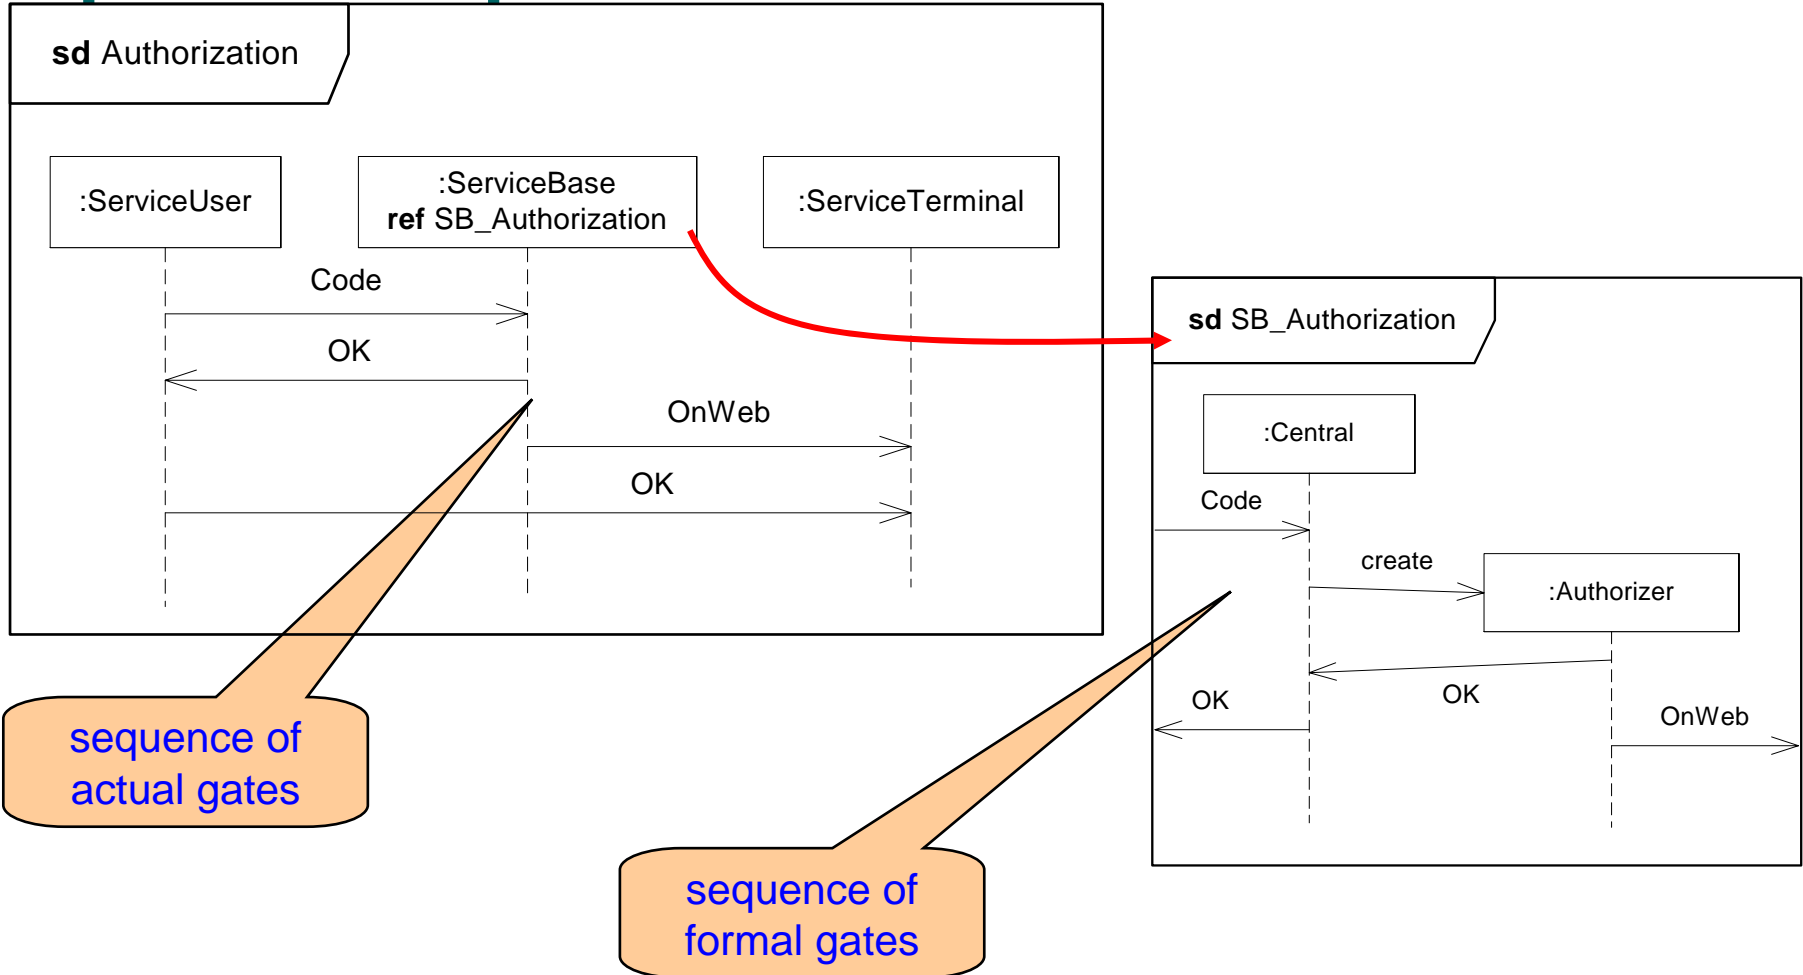 sd Authorization
:ServiceUser
:ServiceBase
ref SB_Authorization
:ServiceTerminal
Code
OK
OnWeb
OK
sd SB_Authorization
:Central
Code
create
:Authorizer
OK
OK
OnWeb
sequence of
actual gates
sequence of
formal gates